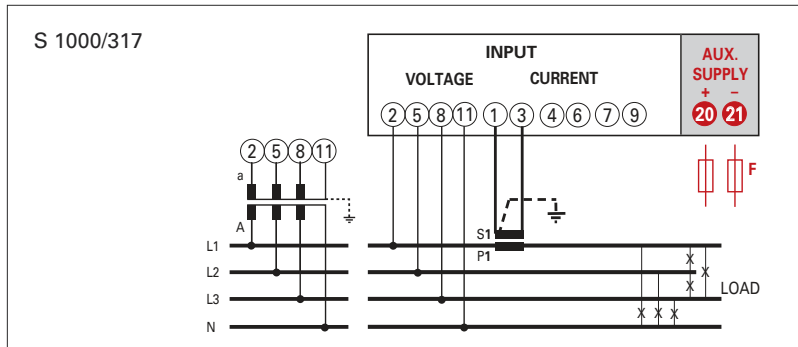 S 1000/317
INPUT
VOLTAGE CURRENT
2 5 8 11 1 3 4 6 7 9
AUX.
SUPPLY
+ −
20 21
F
2 5 8 11
a
A
S1
P1
L1
L2
L3
N
X
X X
X
X X X
LOAD